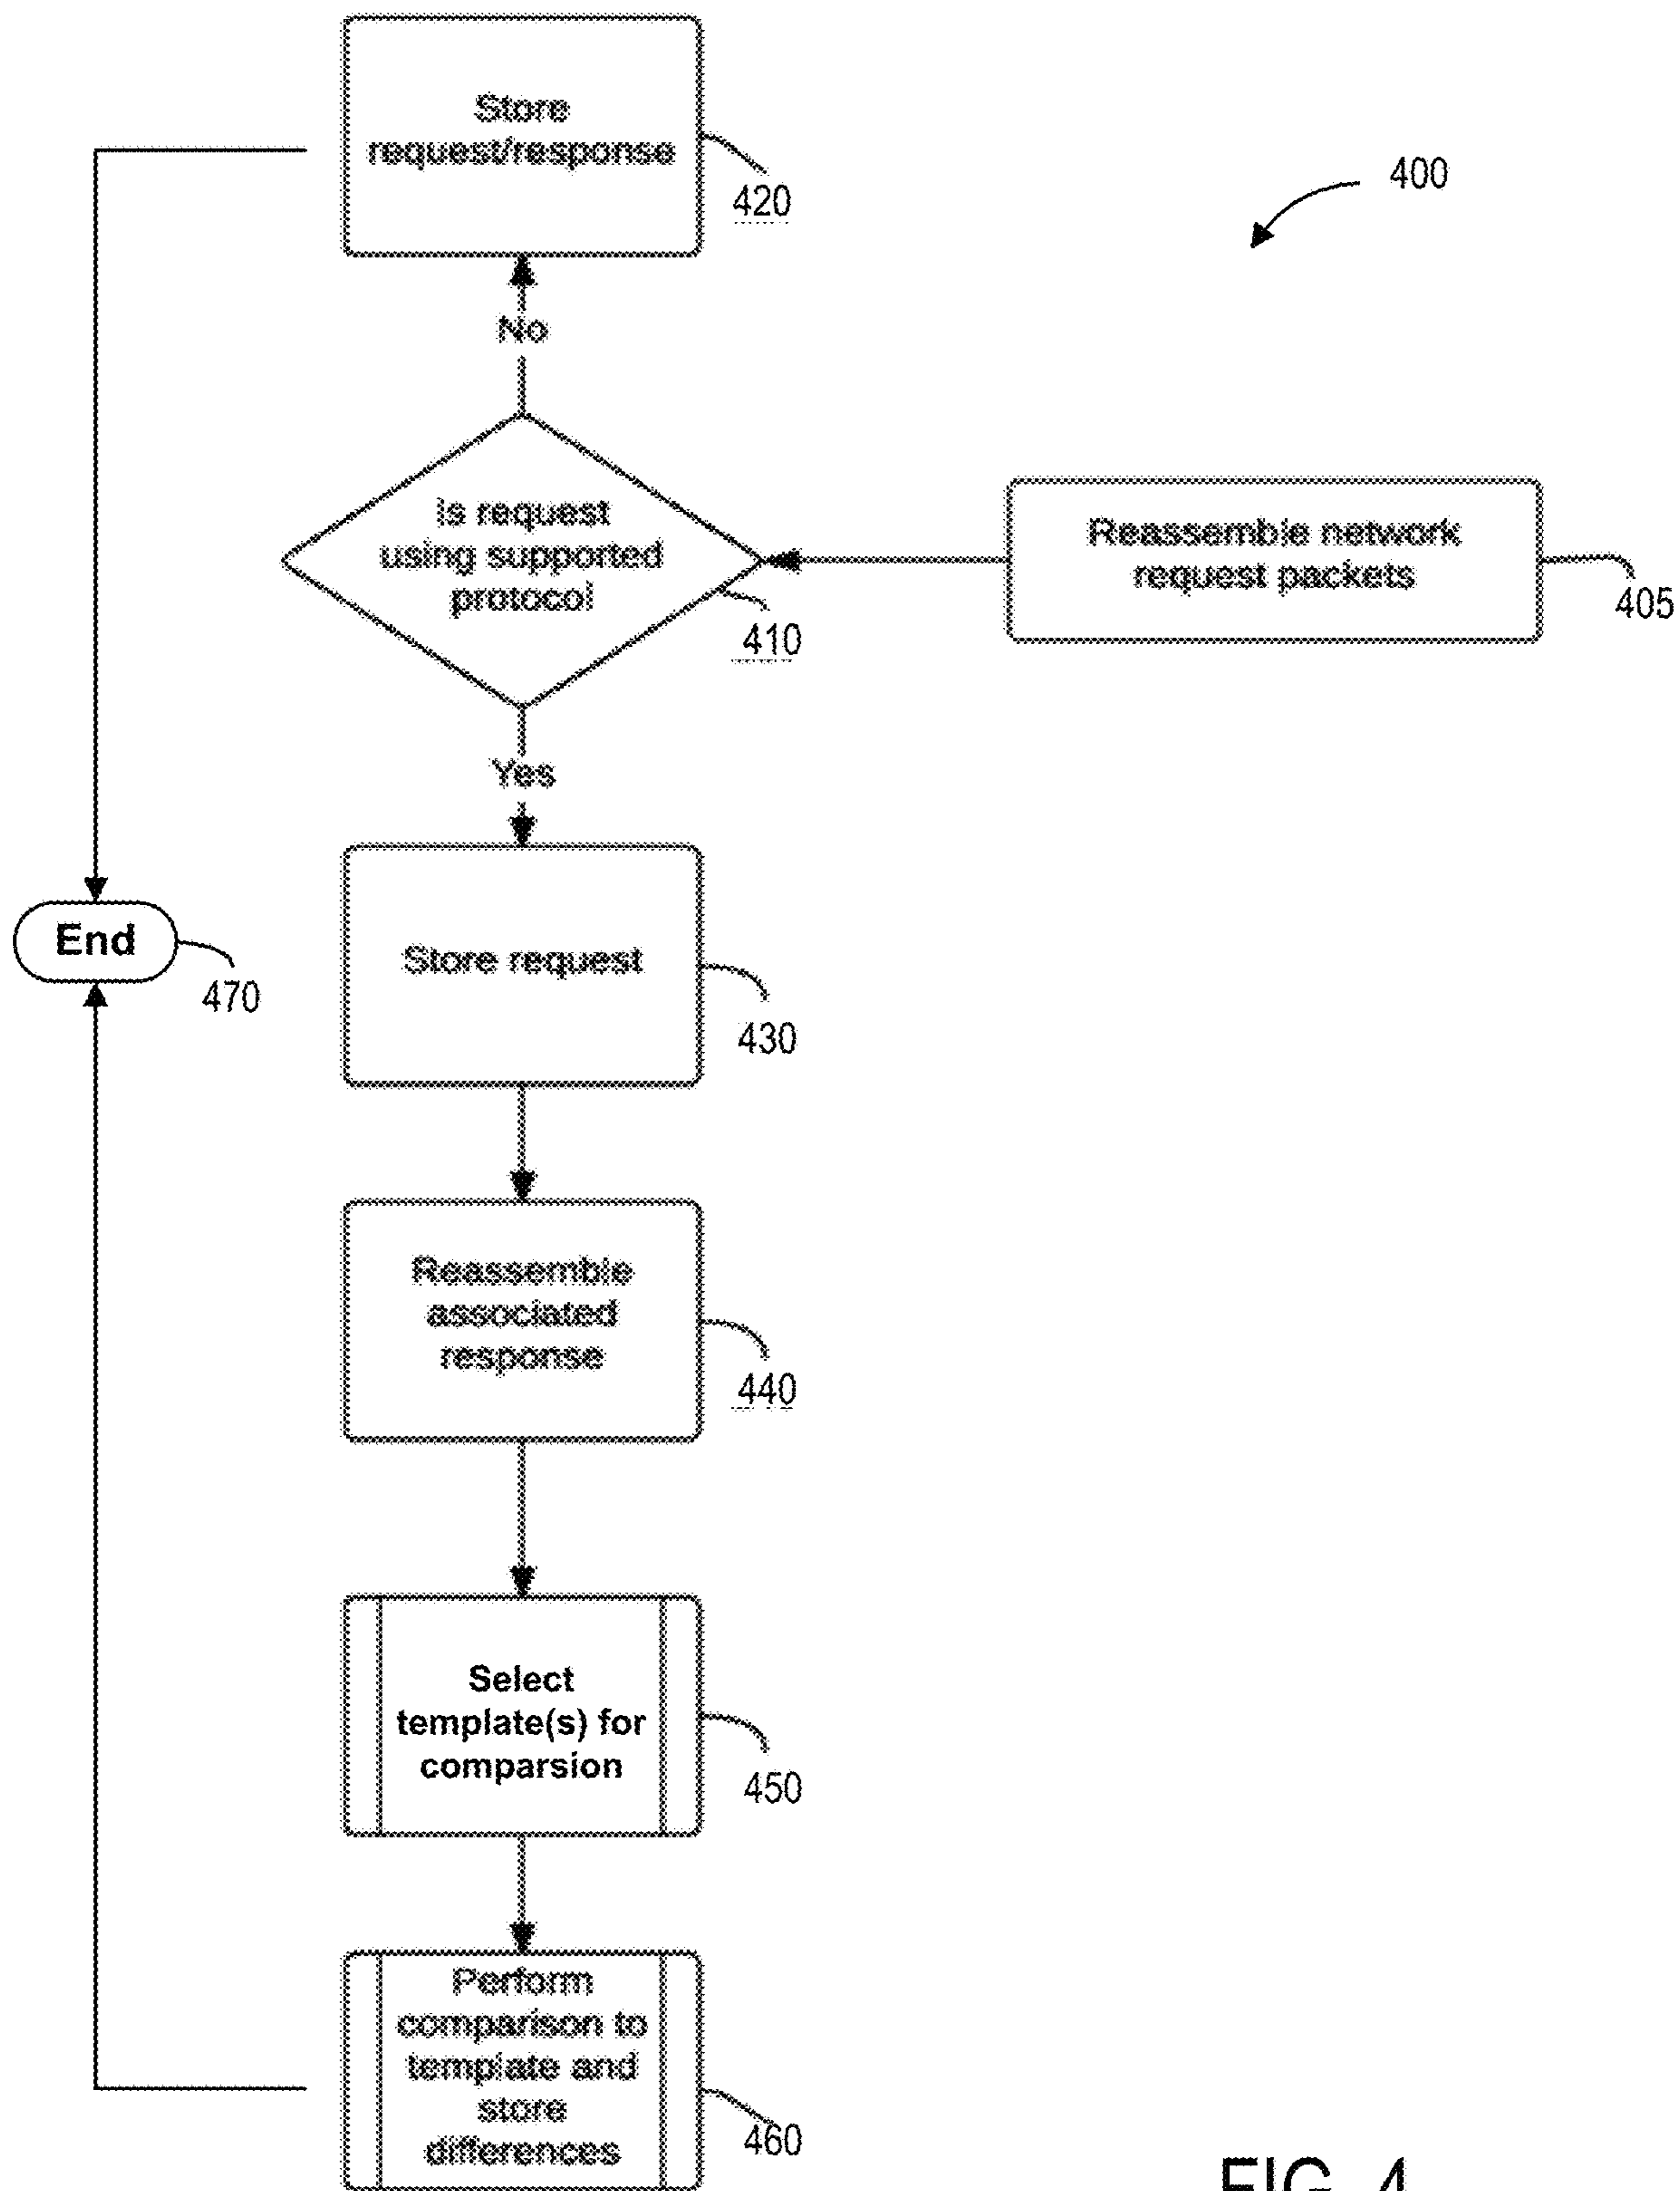 Store
request/response
420
400
No
is request
using supported
protocol
410
Reassemble network
request packets
405
Yes
End
470
Store request
430
Reassemble
associated
response
440
Select
template(s) for
comparsion
450
Perform
comparison to
template and
store
differences
460
FIG. 4